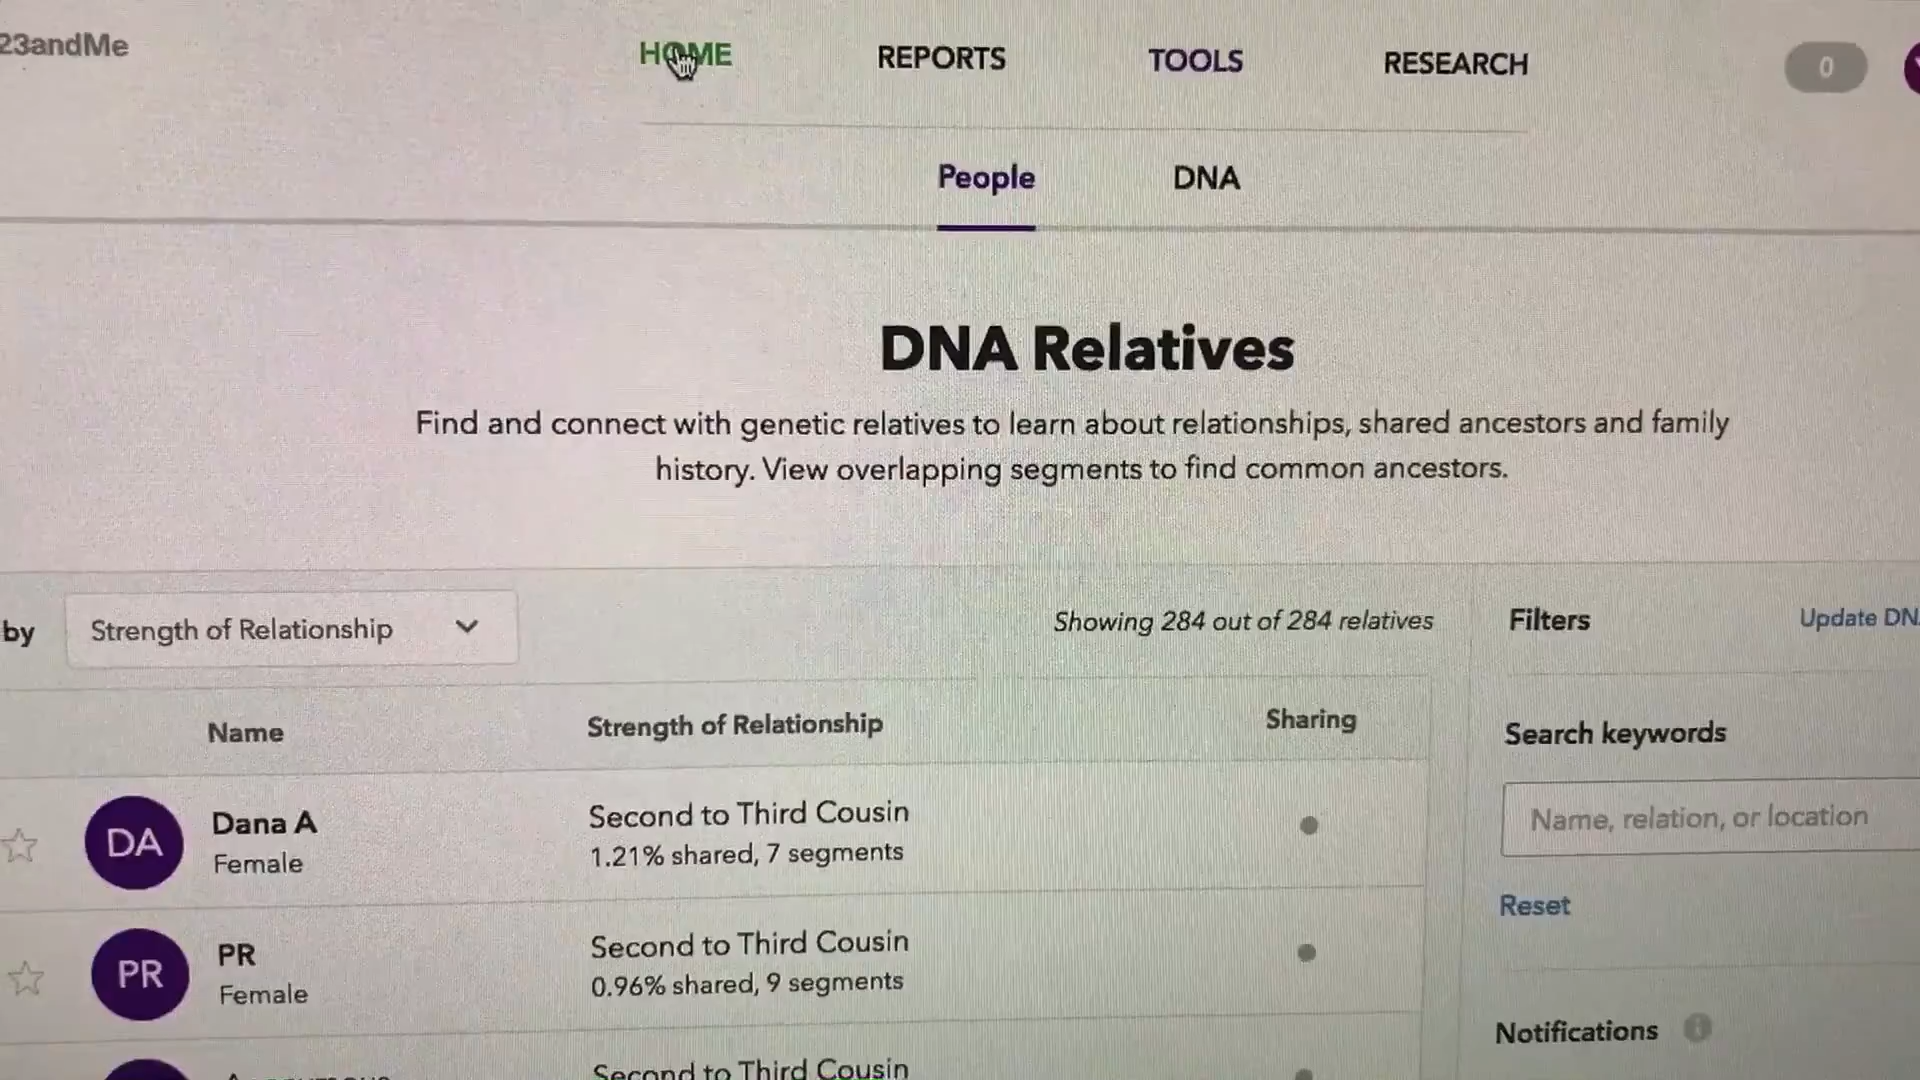 23andMe
HOME
REPORTS
TOOLS
RESEARCH
0
People
DNA
DNA Relatives
Find and connect with genetic relatives to learn about relationships, shared ancestors and family
history. View overlapping segments to find common ancestors.
by
Strength of Relationship
Showing 284 out of 284 relatives
Filters
Update DN
Name
Strength of Relationship
Sharing
Search keywords
DA
Dana A
Female
Second to Third Cousin
1.21% shared, 7 segments
Name, relation, or location
Reset
PR
PR
Female
Second to Third Cousin
0.96% shared, 9 segments
Notifications
Second to Third Cousin